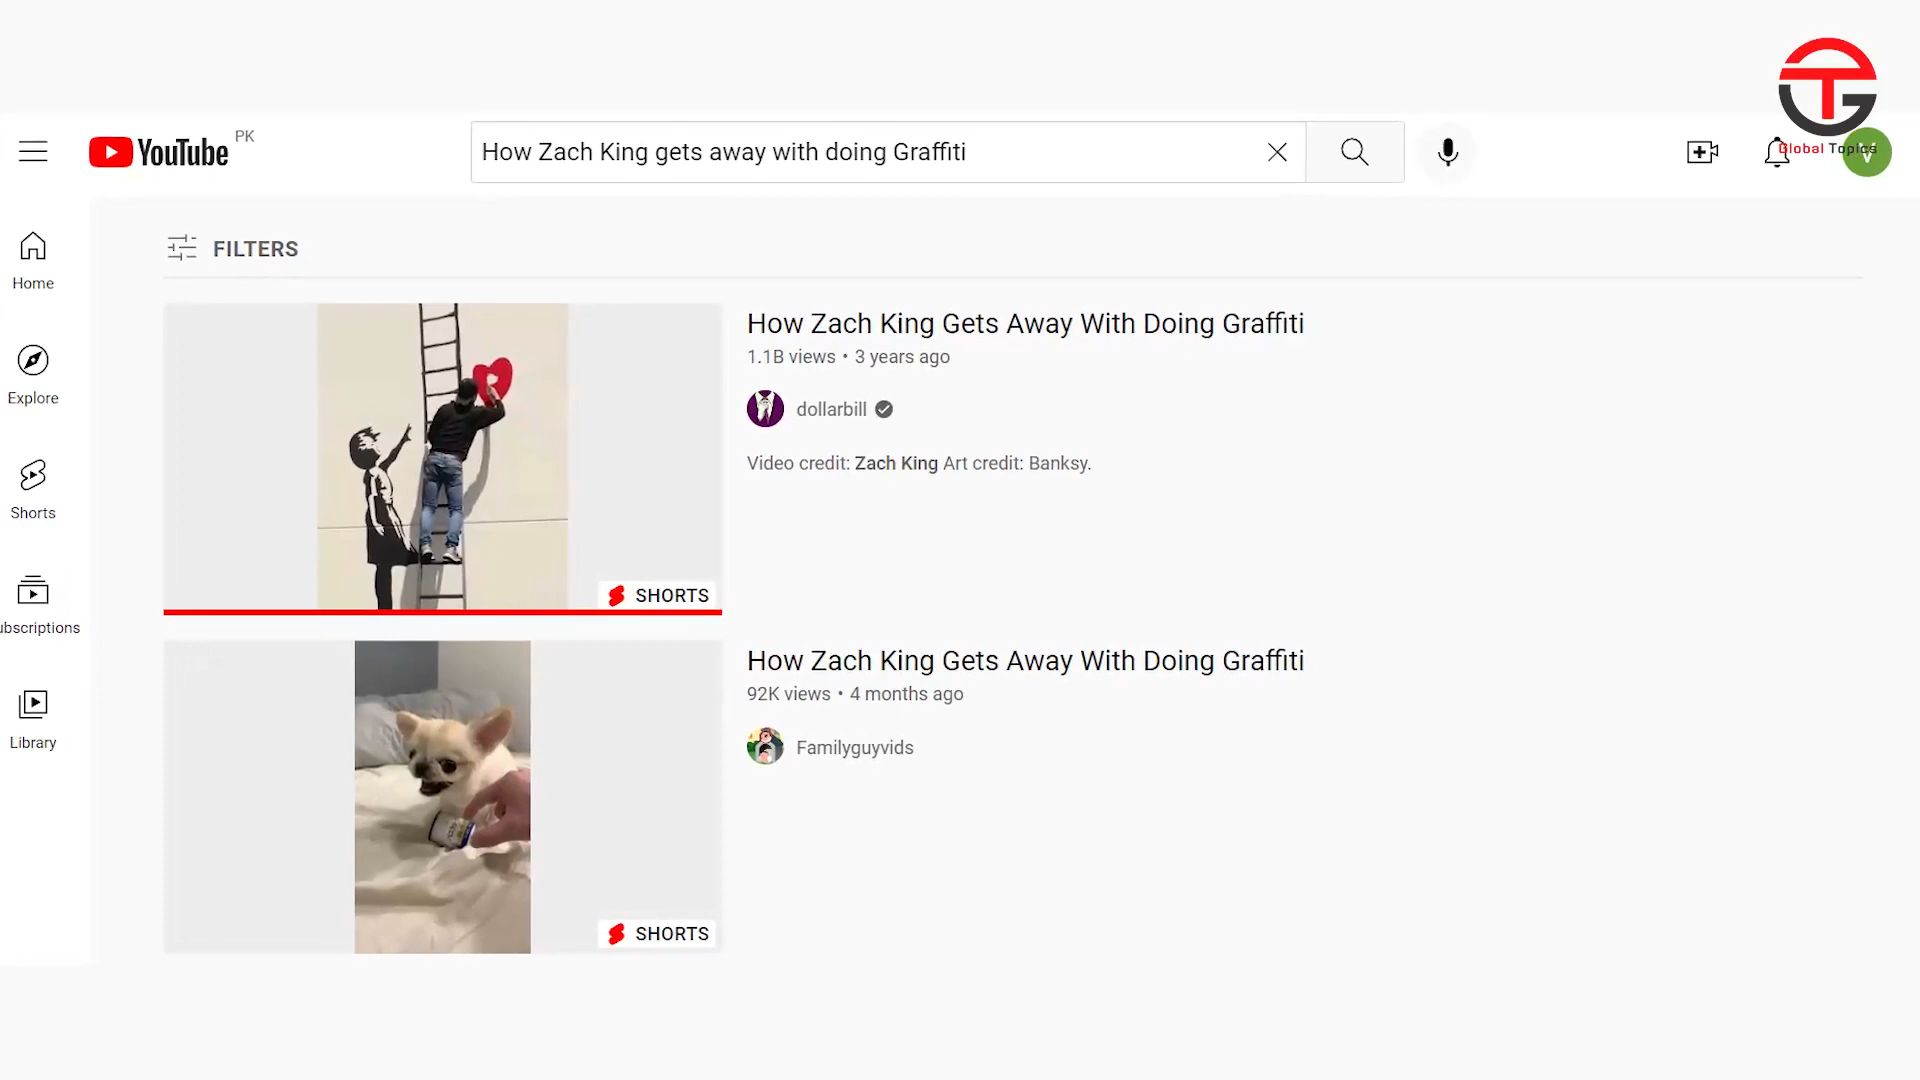 YouTube PK
How Zach King gets away with doing Graffiti
Global Topics
V
FILTERS
Home
Explore
Shorts
ubscriptions
Library
How Zach King Gets Away With Doing Graffiti
1.1B views • 3 years ago
dollarbill
Video credit: Zach King Art credit: Banksy.
SHORTS
How Zach King Gets Away With Doing Graffiti
92K views • 4 months ago
Familyguyvids
SHORTS